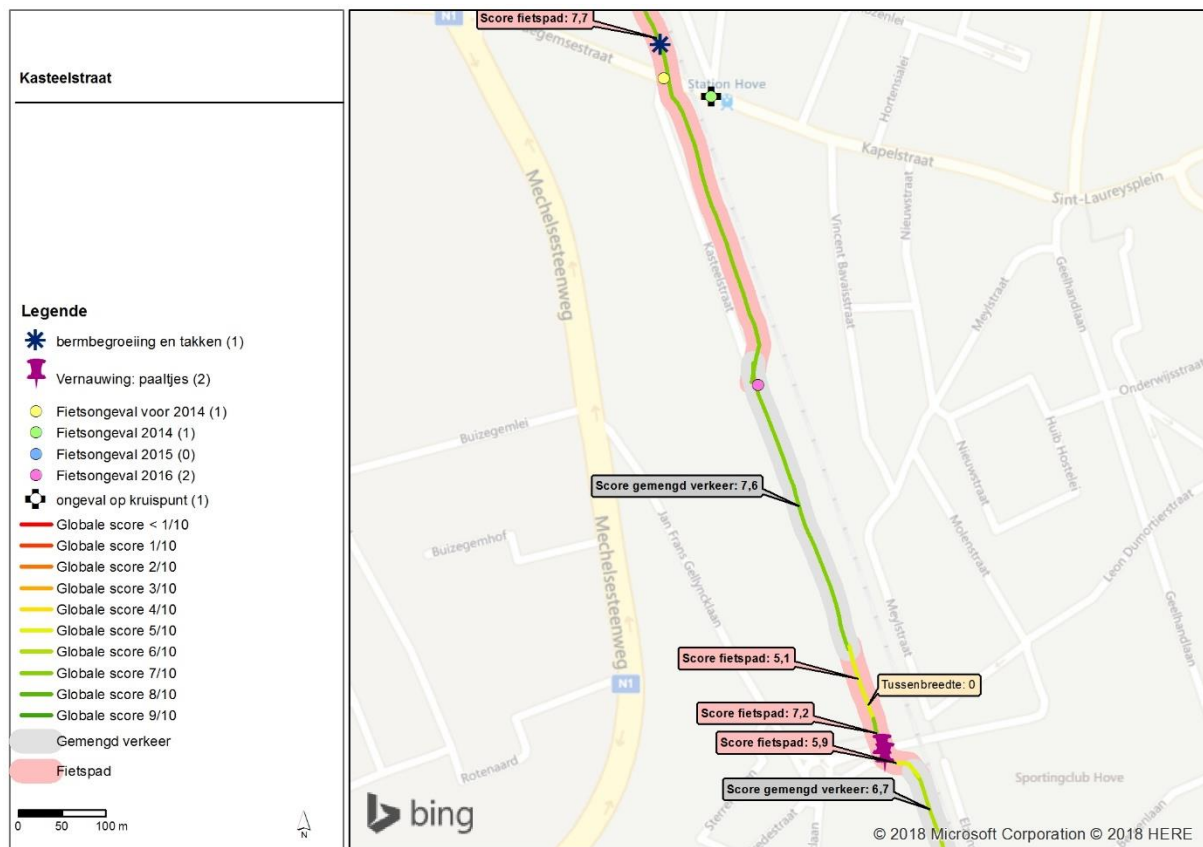 Kasteelstraat
Legende
bermbegroeiing en takken (1)
Vernauwing: paaltjes (2)
Fietsongeval voor 2014 (1)
Fietsongeval 2014 (1)
Fietsongeval 2015 (0)
Fietsongeval 2016 (2)
ongeval op kruispunt (1)
Globale score < 1/10
Globale score 1/10
Globale score 2/10
Globale score 3/10
Globale score 4/10
Globale score 5/10
Globale score 6/10
Globale score 7/10
Globale score 8/10
Globale score 9/10
Gemengd verkeer
Fietspad
0 50 100 m
N
N1
Score fietspad: 7,7
Station Hove
Hortensialei
Kapelstraat
Sint-Laureysplein
Mechelsesteenweg
Kasteelstraat
Vincent Bavaisstraat
Nieuwstraat
Meylstraat
Geelhandlaan
Onderwijsstraat
Buizegemlei
Huib Hostelei
Nieuwstraat
Score gemengd verkeer: 7,6
Jan Frans Gellyncklaan
Buizegemhof
Mechelsesteenweg
Molenstraat
Leon Dumortierstraat
Meylstraat
Geelhandlaan
Score fietspad: 5,1
Tussenbreedte: 0
N1
Score fietspad: 7,2
Score fietspad: 5,9
Rotenaard
Sportingclub Hove
Score gemengd verkeer: 6,7
bing
© 2018 Microsoft Corporation © 2018 HERE